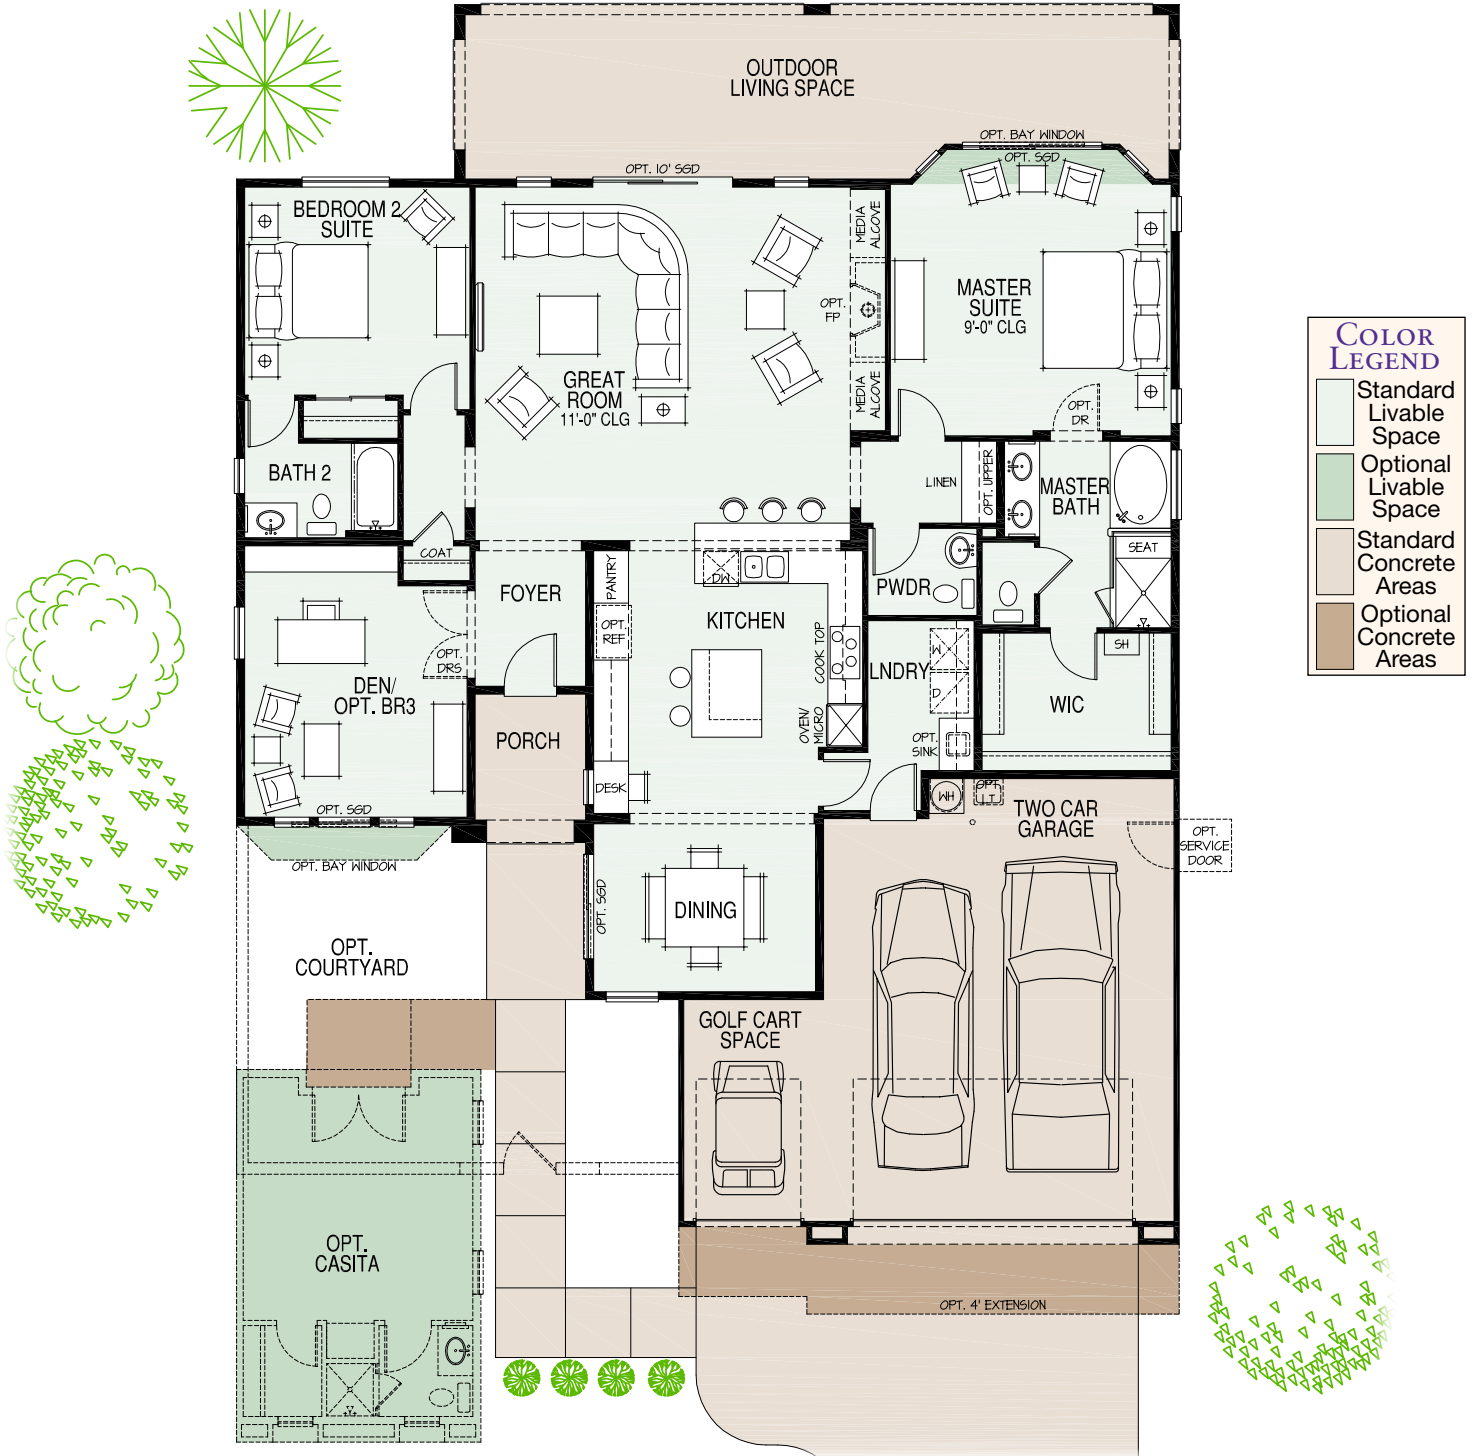 OUTDOOR
LIVING SPACE
OPT. BAY WINDOW
OPT. SGD
OPT. 10' SGD
BEDROOM 2
SUITE
MEDIA
ALCOVE
OPT.
FP
MEDIA
ALCOVE
MASTER
SUITE
9'-0" CLG
GREAT
ROOM
11'-0" CLG
OPT.
DR
COLOR
LEGEND
Standard
Livable
Space
Optional
Livable
Space
Standard
Concrete
Areas
Optional
Concrete
Areas
BATH 2
LINEN
OPT. UPPER
MASTER
BATH
COAT
SEAT
PANTRY
DW
PWDR
FOYER
KITCHEN
OPT.
REF
COOK TOP
W
D
LNDRY
SH
OPT.
DRS
DEN/
OPT. BR3
WIC
PORCH
OVEN/
MICRO
OPT.
SINK
DESK
WH
OPT.
LT
TWO CAR
GARAGE
OPT. SGD
OPT.
SERVICE
DOOR
OPT. BAY WINDOW
OPT. SGD
DINING
OPT.
COURTYARD
GOLF CART
SPACE
OPT.
CASITA
OPT. 4' EXTENSION